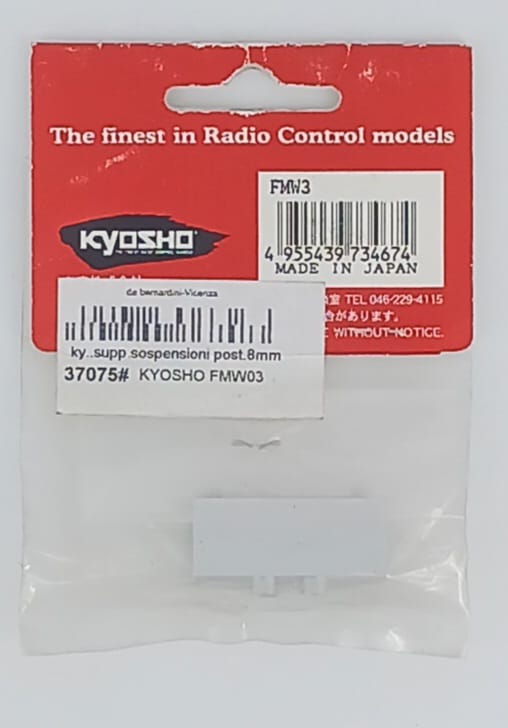 The finest in Radio Control models
FMW3
4 955439 734674
MADE IN JAPAN
KYOSHO
TEL 046-229-4115
があります。
WITHOUT NOTICE.
de bernardini-Vicenza
ky..supp.sospensioni post.8mm
37075# KYOSHO FMW03